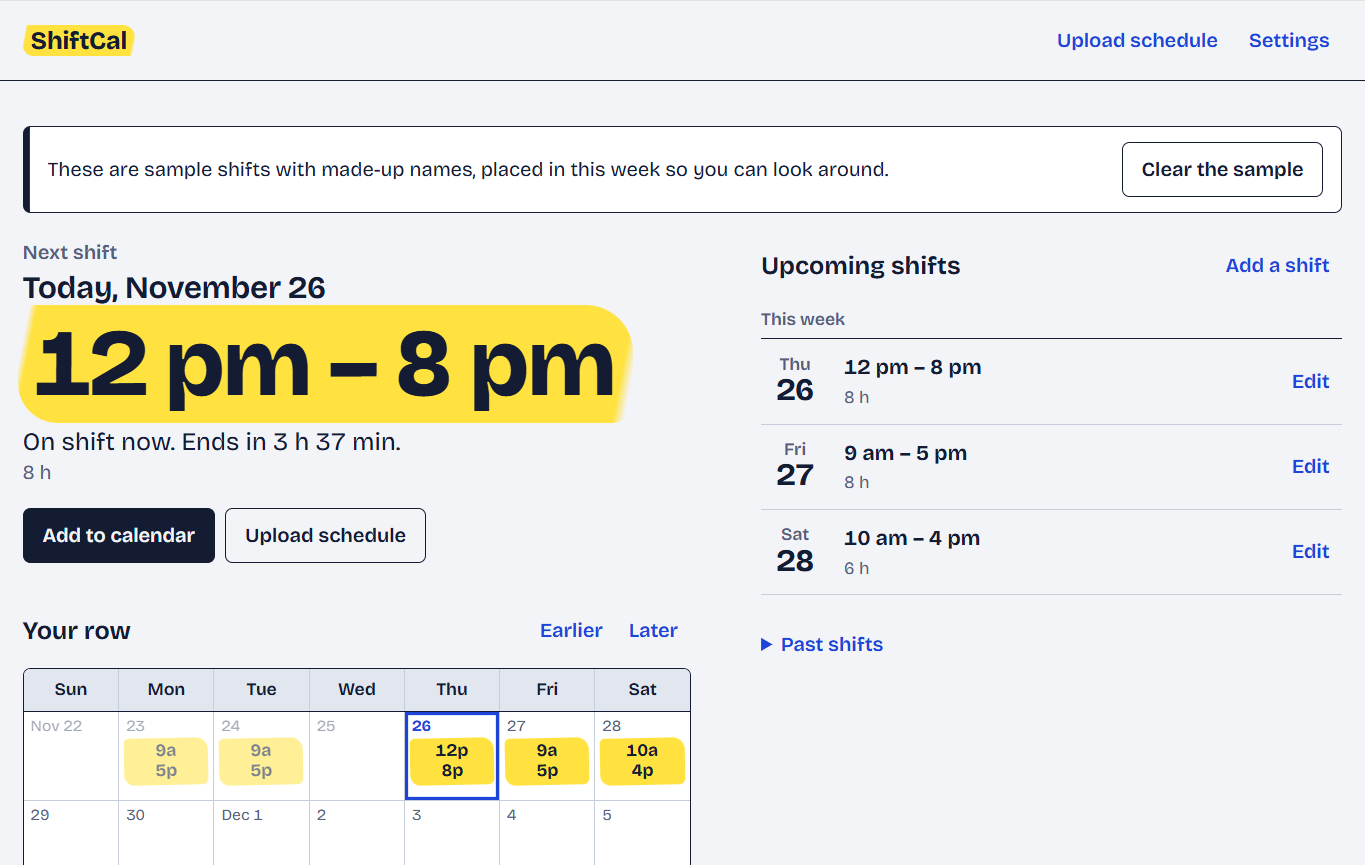 ShiftCal
Upload schedule
Settings
These are sample shifts with made-up names, placed in this week so you can look around.
Clear the sample
Next shift
Today, November 26
12 pm – 8 pm
On shift now. Ends in 3 h 37 min.
8 h
Add to calendar
Upload schedule
Your row
Earlier
Later
Sun Mon Tue Wed Thu Fri Sat
Nov 22 23 24 25 26 27 28
9a 9a 12p 9a 10a
5p 5p 8p 5p 4p
29 30 Dec 1 2 3 4 5
Upcoming shifts
Add a shift
This week
Thu
26
12 pm – 8 pm
8 h
Edit
Fri
27
9 am – 5 pm
8 h
Edit
Sat
28
10 am – 4 pm
6 h
Edit
Past shifts